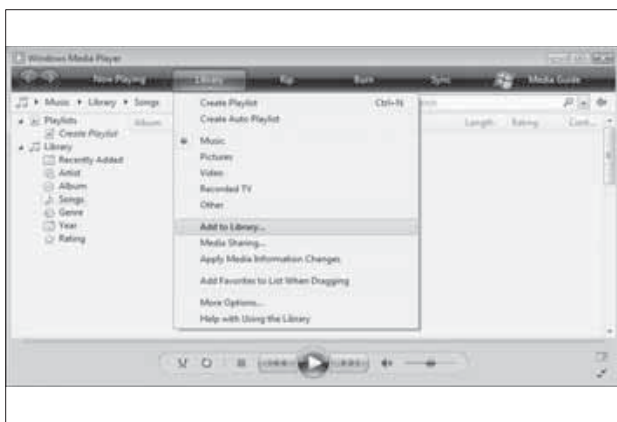 Windows Media Player
Now Playing Library Rip Burn Sync Media Guide
Music Library Songs
Playlists
Create Playlist
Library
Recently Added
Artist
Album
Songs
Genre
Year
Rating
Album
Create Playlist Ctrl+N
Create Auto Playlist
Music
Pictures
Video
Recorded TV
Other
Add to Library...
Media Sharing...
Apply Media Information Changes
Add Favorites to List When Dragging
More Options...
Help with Using the Library
Length Rating Cont...